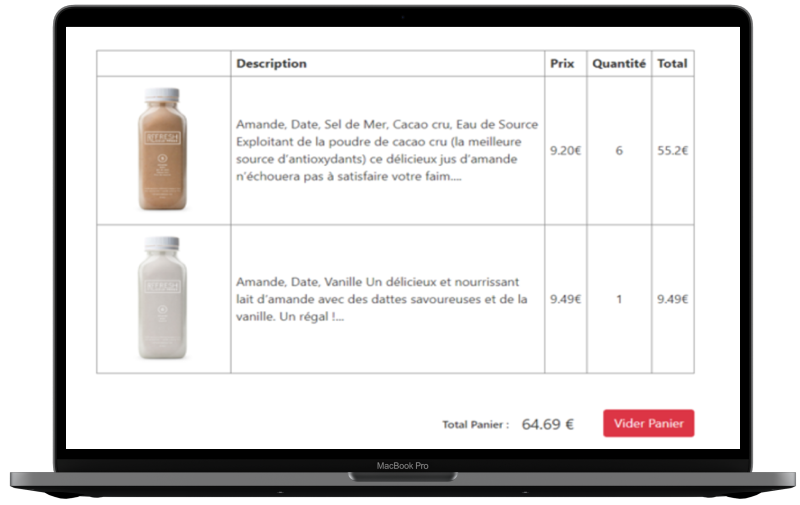 Description Prix Quantité Total
Amande, Date, Sel de Mer, Cacao cru, Eau de Source
Exploitant de la poudre de cacao cru (la meilleure
source d'antioxydants) ce délicieux jus d'amande
n'échouera pas à satisfaire votre faim....
9.20€ 6 55.2€
Amande, Date, Vanille Un délicieux et nourrissant
lait d'amande avec des dattes savoureuses et de la
vanille. Un régal !...
9.49€ 1 9.49€
Total Panier : 64.69 €
Vider Panier
MacBook Pro